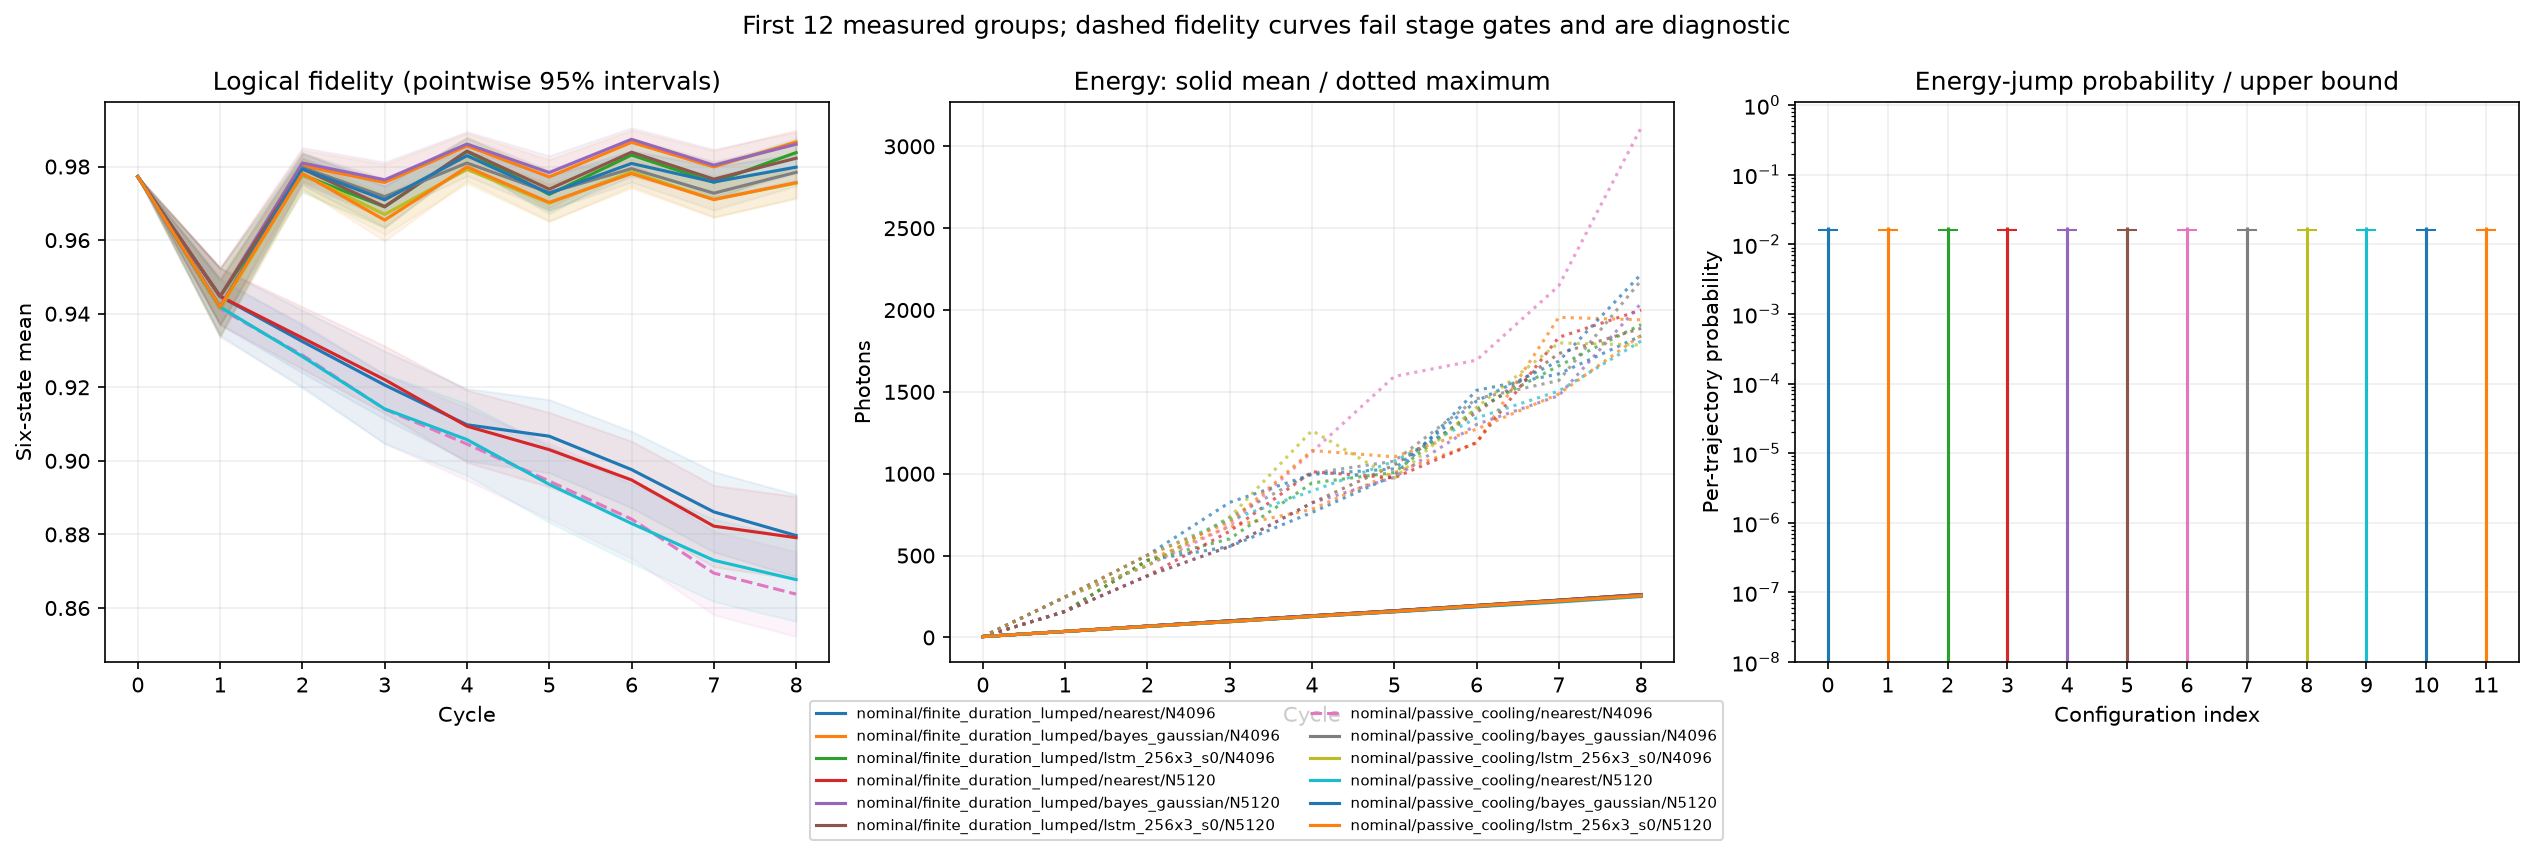 First 12 measured groups; dashed fidelity curves fail stage gates and are diagnostic
Logical fidelity (pointwise 95% intervals)
Six-state mean
0.98
0.96
0.94
0.92
0.90
0.88
0.86
0 1 2 3 4 5 6 7 8
Cycle
Energy: solid mean / dotted maximum
Photons
3000
2500
2000
1500
1000
500
0
0 1 2 3 4 5 6 7 8
Cycle
Energy-jump probability / upper bound
Per-trajectory probability
10⁰
10⁻¹
10⁻²
10⁻³
10⁻⁴
10⁻⁵
10⁻⁶
10⁻⁷
10⁻⁸
0 1 2 3 4 5 6 7 8 9 10 11
Configuration index
nominal/finite_duration_lumped/nearest/N4096
nominal/finite_duration_lumped/bayes_gaussian/N4096
nominal/finite_duration_lumped/lstm_256x3_s0/N4096
nominal/finite_duration_lumped/nearest/N5120
nominal/finite_duration_lumped/bayes_gaussian/N5120
nominal/finite_duration_lumped/lstm_256x3_s0/N5120
nominal/passive_cooling/nearest/N4096
nominal/passive_cooling/bayes_gaussian/N4096
nominal/passive_cooling/lstm_256x3_s0/N4096
nominal/passive_cooling/nearest/N5120
nominal/passive_cooling/bayes_gaussian/N5120
nominal/passive_cooling/lstm_256x3_s0/N5120